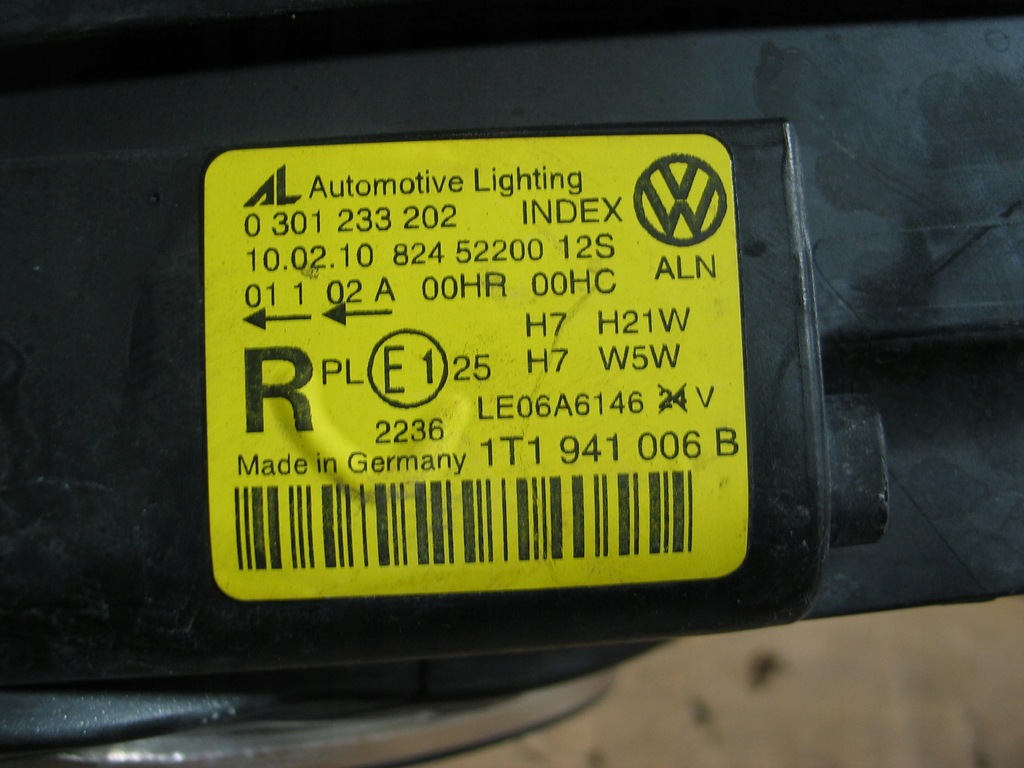 AL Automotive Lighting
0 301 233 202 INDEX
10.02.10 824 52200 12S
ALN
01 1 02 A 00HR 00HC
H7 H21W
R PL E1 25 H7 W5W
LE06A6146 24 V
2236
Made in Germany 1T1 941 006 B